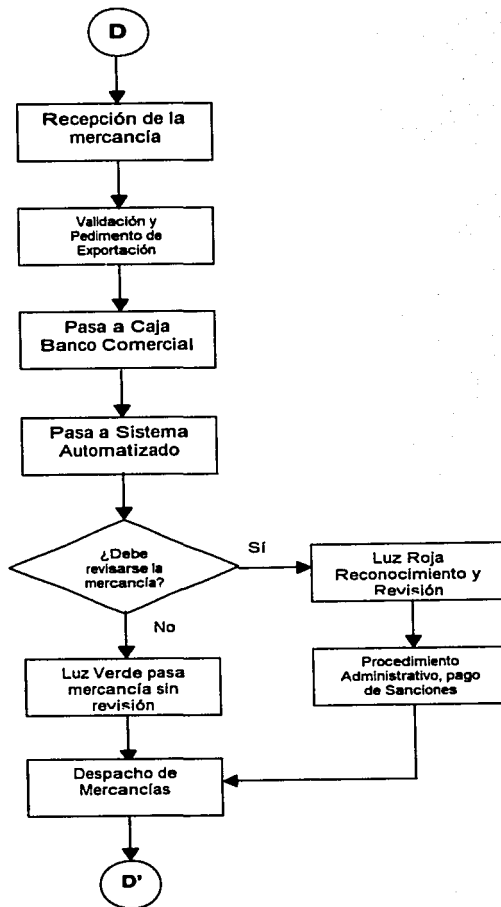 D
Recepción de la
mercancía
Validación y
Pedimento de
Exportación
Pasa a Caja
Banco Comercial
Pasa a Sistema
Automatizado
¿Debe
revisarse la
mercancía?
Sí
Luz Roja
Reconocimiento y
Revisión
No
Luz Verde pasa
mercancía sin
revisión
Procedimiento
Administrativo, pago
de Sanciones
Despacho de
Mercancías
D'